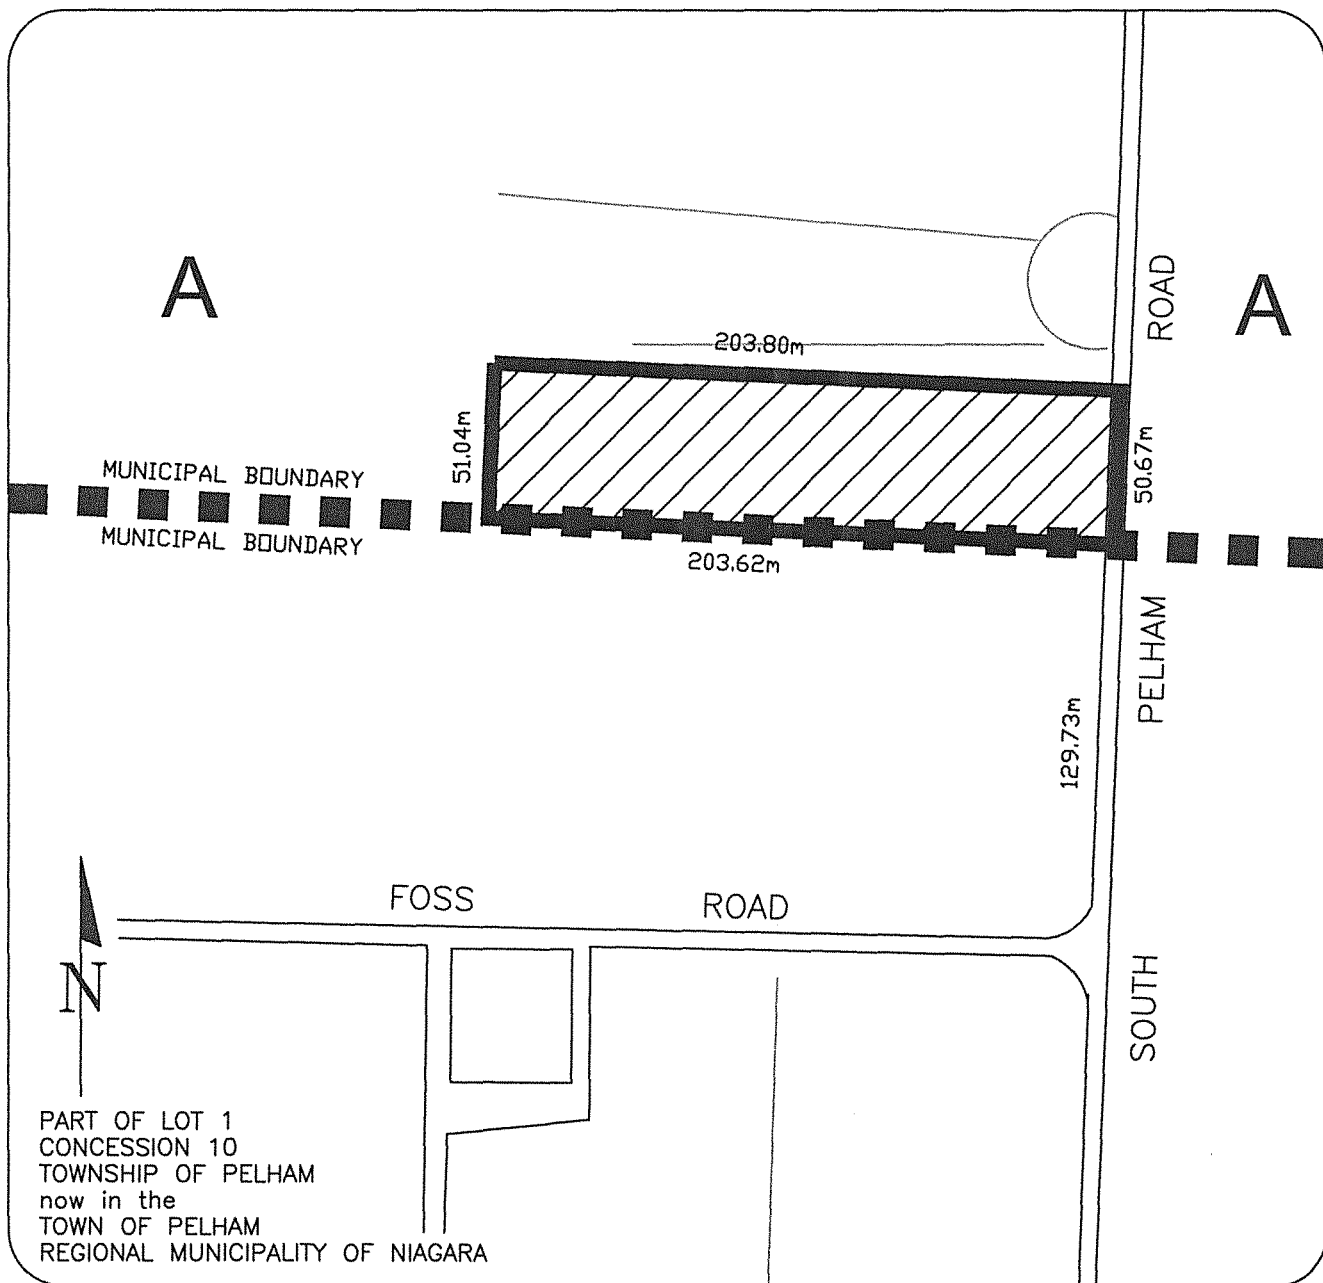 ROAD
A
A
203.80m
51.04m
50.67m
MUNICIPAL BOUNDARY
MUNICIPAL BOUNDARY
203.62m
PELHAM
129.73m
FOSS ROAD
SOUTH
N
PART OF LOT 1
CONCESSION 10
TOWNSHIP OF PELHAM
now in the
TOWN OF PELHAM
REGIONAL MUNICIPALITY OF NIAGARA